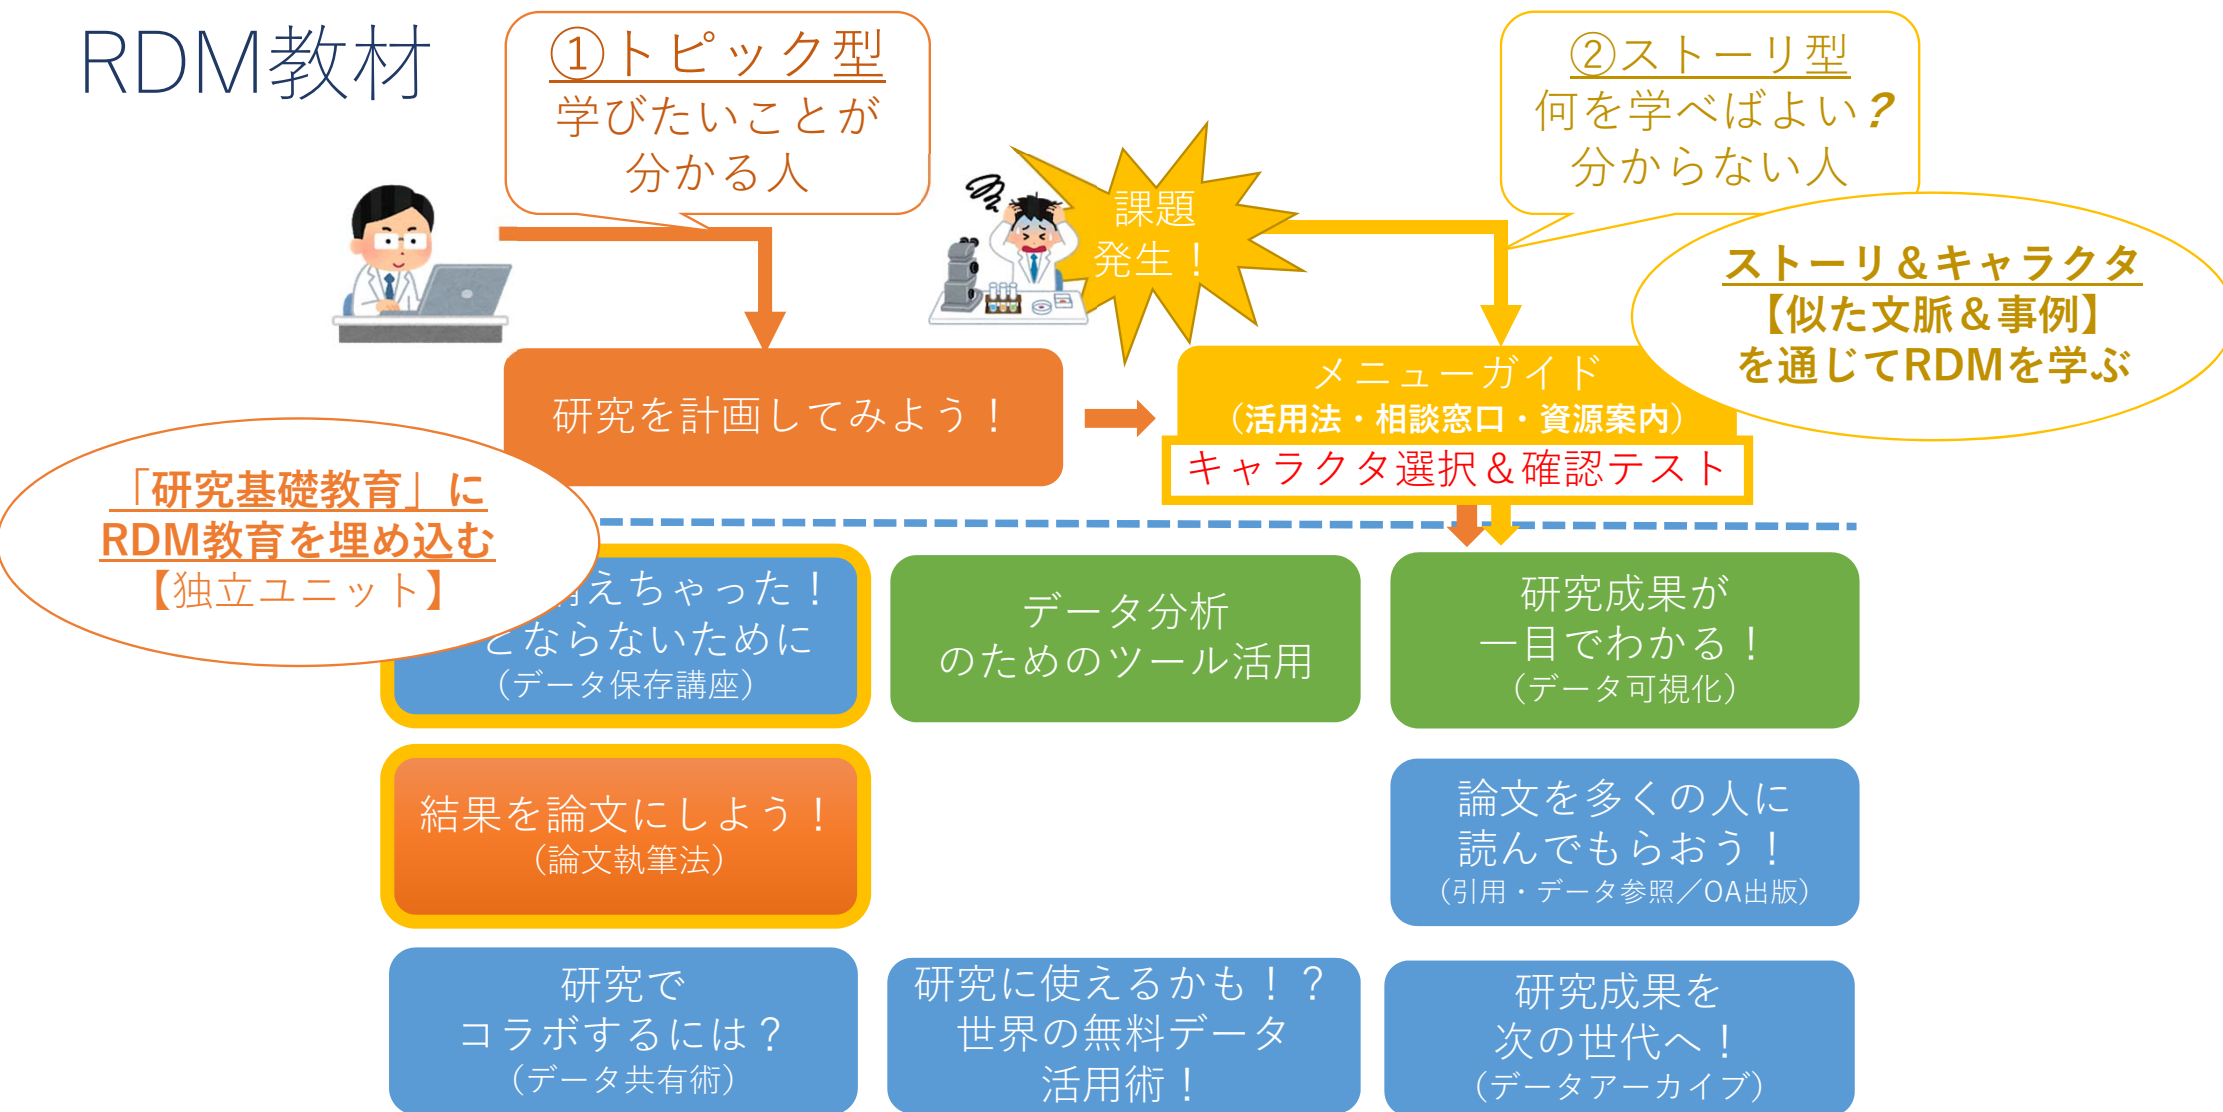 RDM教材
①トピック型
学びたいことが
分かる人
②ストーリ型
何を学べばよい?
分からない人
課題
発生！
ストーリ＆キャラクタ
【似た文脈＆事例】
を通じてRDMを学ぶ
研究を計画してみよう！
メニューガイド
（活用法・相談窓口・資源案内）
キャラクタ選択＆確認テスト
「研究基礎教育」に
RDM教育を埋め込む
【独立ユニット】
えちゃった！
とならないために
（データ保存講座）
データ分析
のためのツール活用
研究成果が
一目でわかる！
（データ可視化）
結果を論文にしよう！
（論文執筆法）
論文を多くの人に
読んでもらおう！
（引用・データ参照／OA出版）
研究で
コラボするには？
（データ共有術）
研究に使えるかも！？
世界の無料データ
活用術！
研究成果を
次の世代へ！
（データアーカイブ）